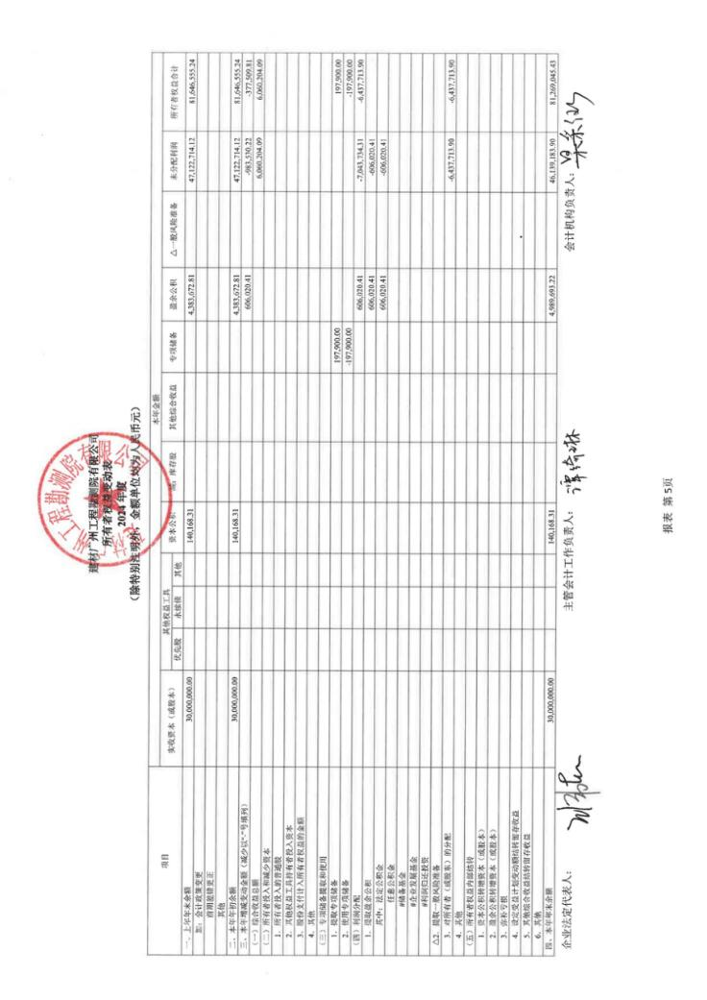 建材广州工程勘测院有限公司
所有者权益变动表
2024 年度
（除特别注明外，金额单位均为人民币元）
项目 本年金额
实收资本（或股本） 其他权益工具 资本公积 减：库存股 其他综合收益 专项储备 盈余公积 △一般风险准备 未分配利润 所有者权益合计
优先股 永续债 其他
一、上年年末余额 30,000,000.00 140,168.31 4,383,672.81 47,122,714.12 81,646,555.24
加：会计政策变更
前期差错更正
其他
二、本年年初余额 30,000,000.00 140,168.31 4,383,672.81 47,122,714.12 81,646,555.24
三、本年增减变动金额（减少以"-"号填列） 606,020.41 -983,530.22 -377,509.81
（一）综合收益总额 6,060,204.09 6,060,204.09
（二）所有者投入和减少资本
1、所有者投入的普通股
2、其他权益工具持有者投入资本
3、股份支付计入所有者权益的金额
4、其他
（三）专项储备提取和使用
1、提取专项储备 197,900.00 197,900.00
2、使用专项储备 -197,900.00 -197,900.00
（四）利润分配 606,020.41 -7,043,734.31 -6,437,713.90
1、提取盈余公积 606,020.41 -606,020.41
其中：法定公积金 606,020.41 -606,020.41
任意公积金
#储备基金
#企业发展基金
#利润归还投资
△2、提取一般风险准备
3、对所有者（或股东）的分配 -6,437,713.90 -6,437,713.90
4、其他
（五）所有者权益内部结转
1、资本公积转增资本（或股本）
2、盈余公积转增资本（或股本）
3、弥补亏损
4、设定受益计划变动额结转留存收益
5、其他综合收益结转留存收益
6、其他
四、本年年末余额 30,000,000.00 140,168.31 4,989,693.22 46,139,183.90 81,269,045.43
企业法定代表人： 主管会计工作负责人： 会计机构负责人：
报表 第 5页